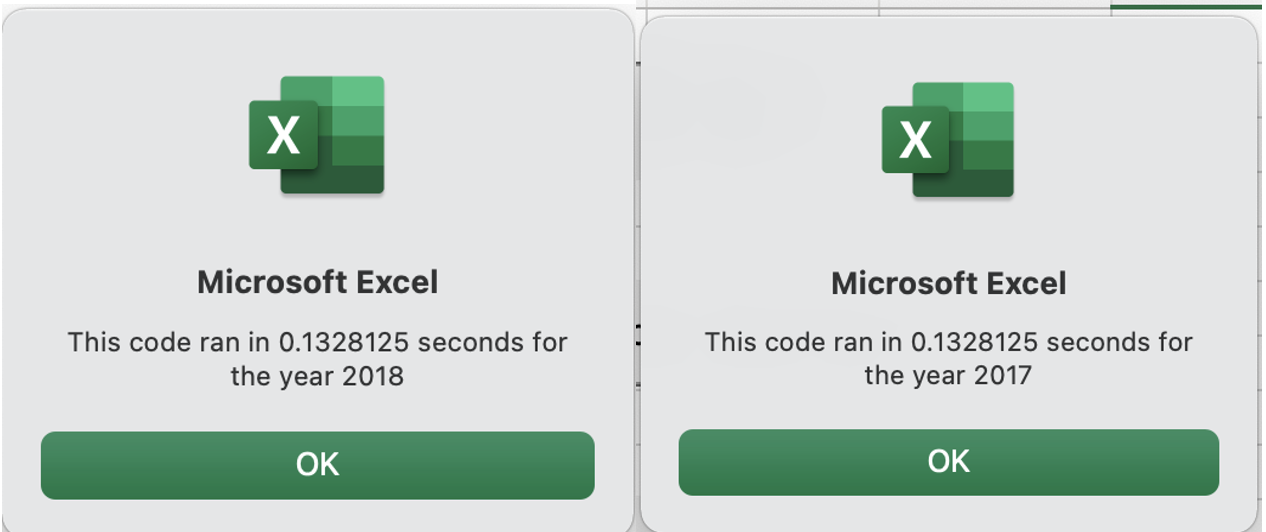 X
Microsoft Excel
This code ran in 0.1328125 seconds for
the year 2018
OK
X
Microsoft Excel
This code ran in 0.1328125 seconds for
the year 2017
OK